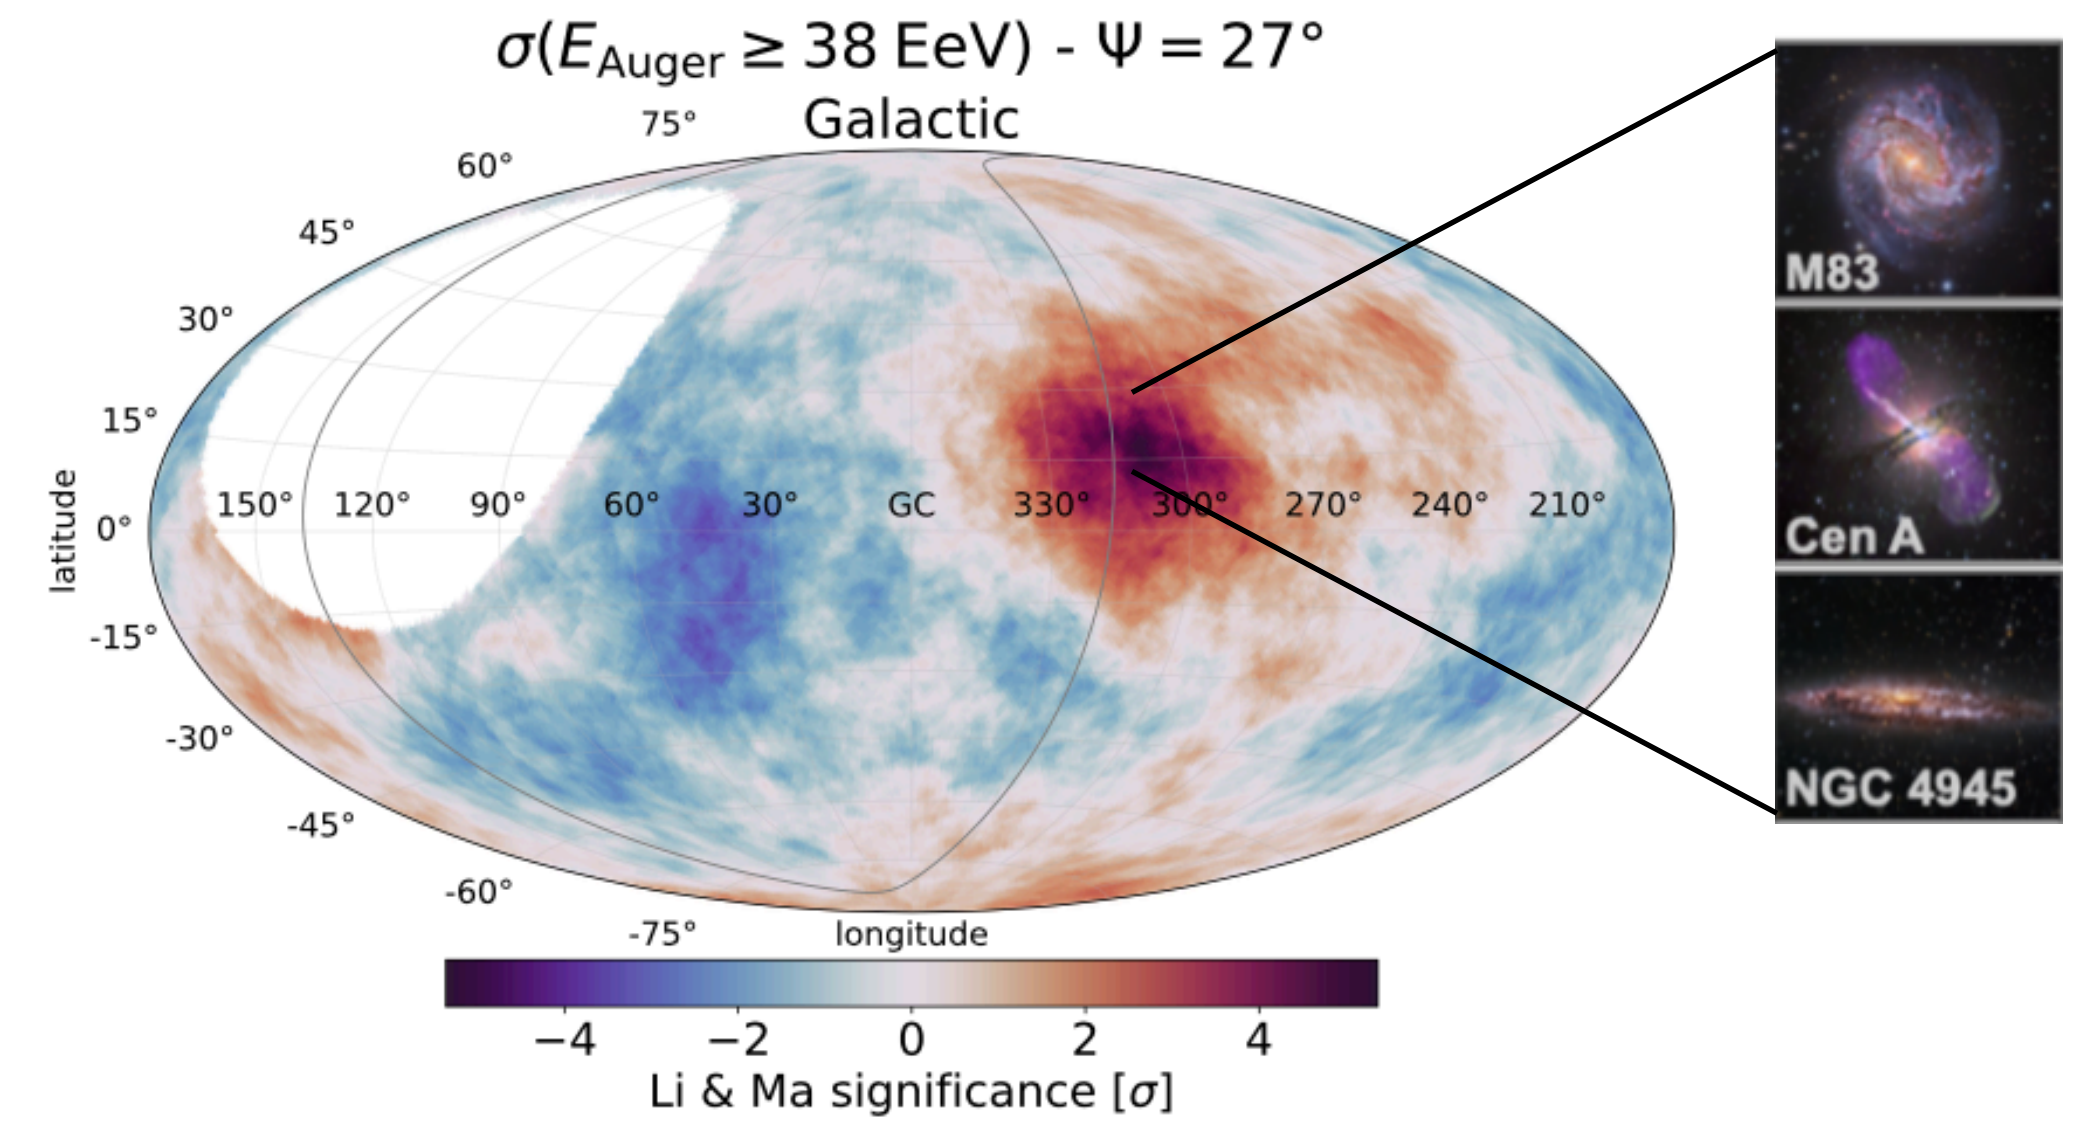 σ(E_Auger ≥ 38 EeV) - Ψ = 27°
Galactic
75°
60°
45°
30°
15°
0°
-15°
-30°
-45°
-60°
-75°
latitude
150° 120° 90° 60° 30° GC 330° 300° 270° 240° 210°
longitude
−4 −2 0 2 4
Li & Ma significance [σ]
M83
Cen A
NGC 4945